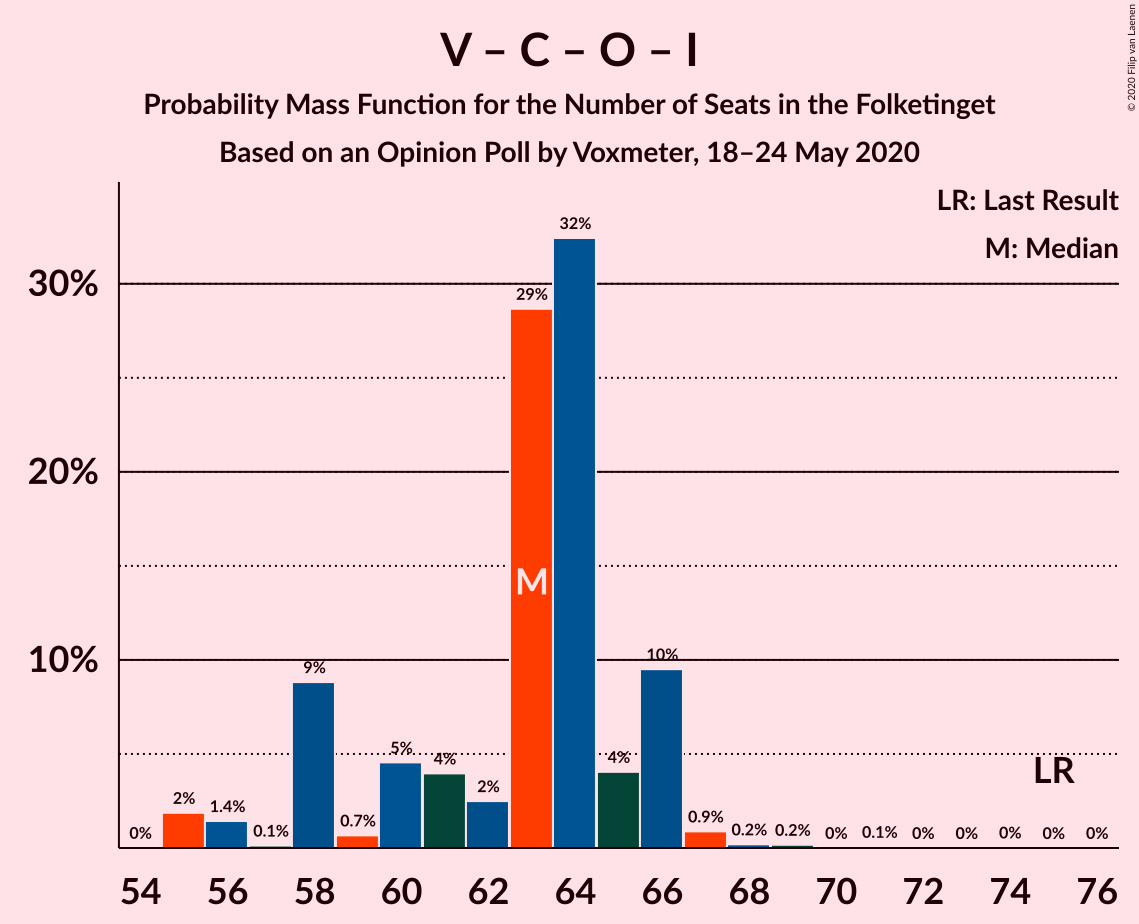 V – C – O – I
Probability Mass Function for the Number of Seats in the Folketinget
Based on an Opinion Poll by Voxmeter, 18–24 May 2020
© 2020 Filip van Laenen
LR: Last Result
M: Median
30%
20%
10%
0%
2%
1.4%
0.1%
9%
0.7%
5%
4%
2%
29%
32%
4%
10%
0.9%
0.2%
0.2%
0%
0.1%
0%
0%
0%
0%
0%
M
LR
54 56 58 60 62 64 66 68 70 72 74 76